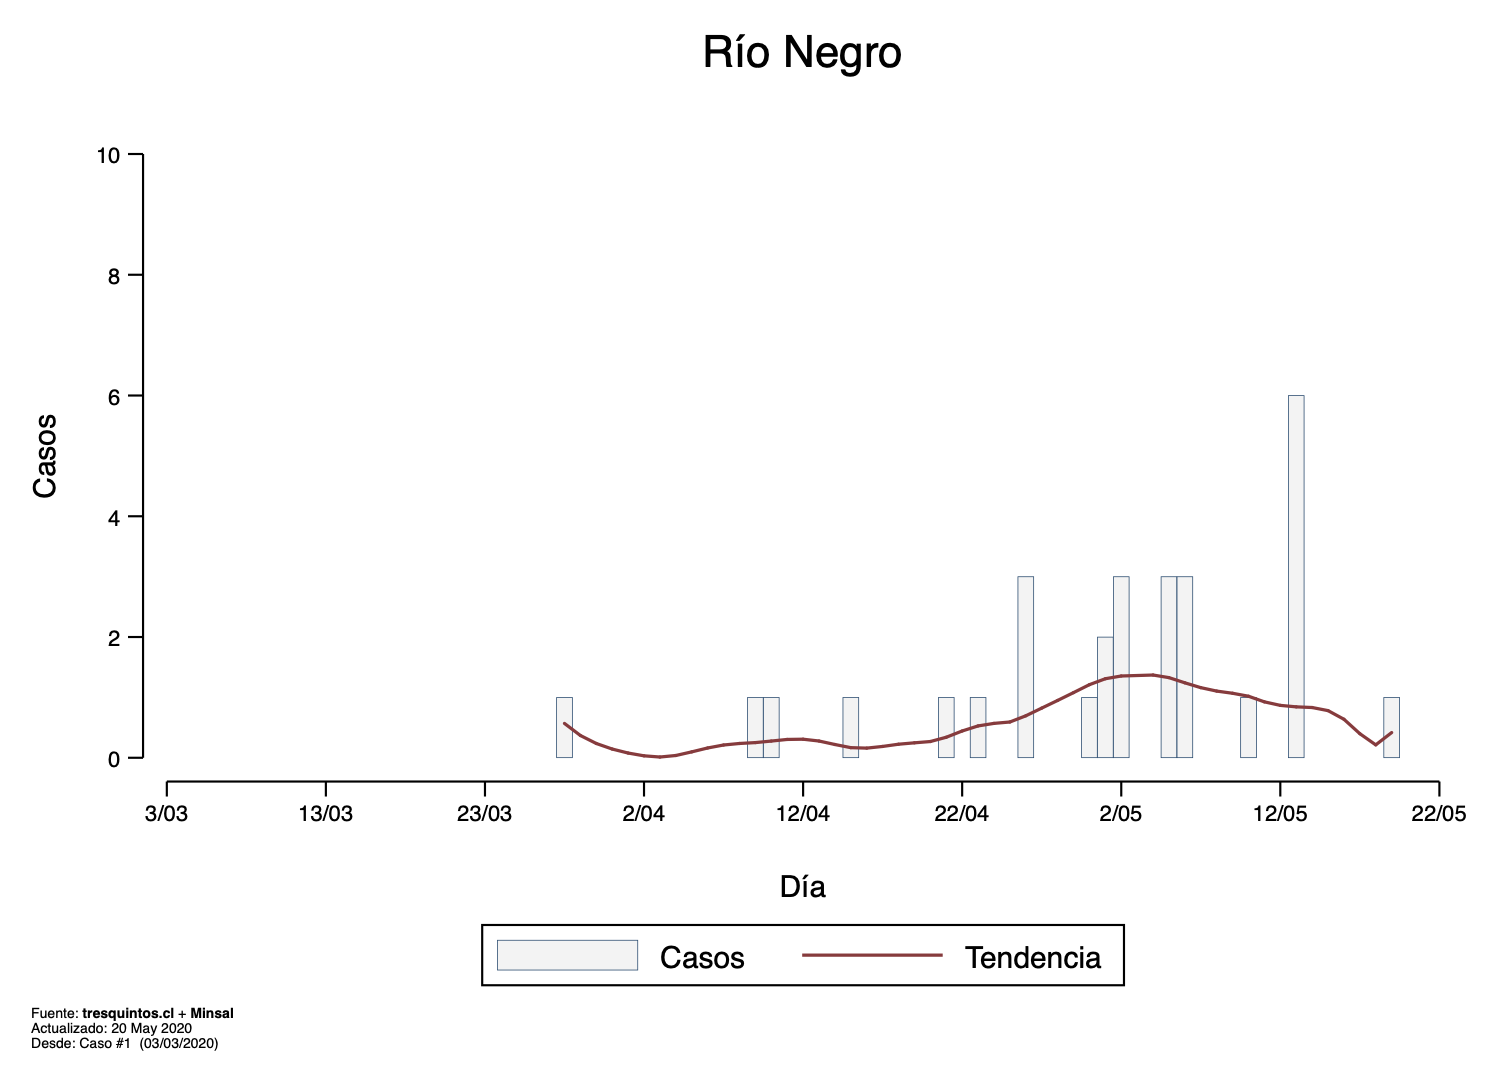 Río Negro
10
8
6
4
2
0
Casos
3/03 13/03 23/03 2/04 12/04 22/04 2/05 12/05 22/05
Día
Casos Tendencia
Fuente: tresquintos.cl + Minsal
Actualizado: 20 May 2020
Desde: Caso #1 (03/03/2020)